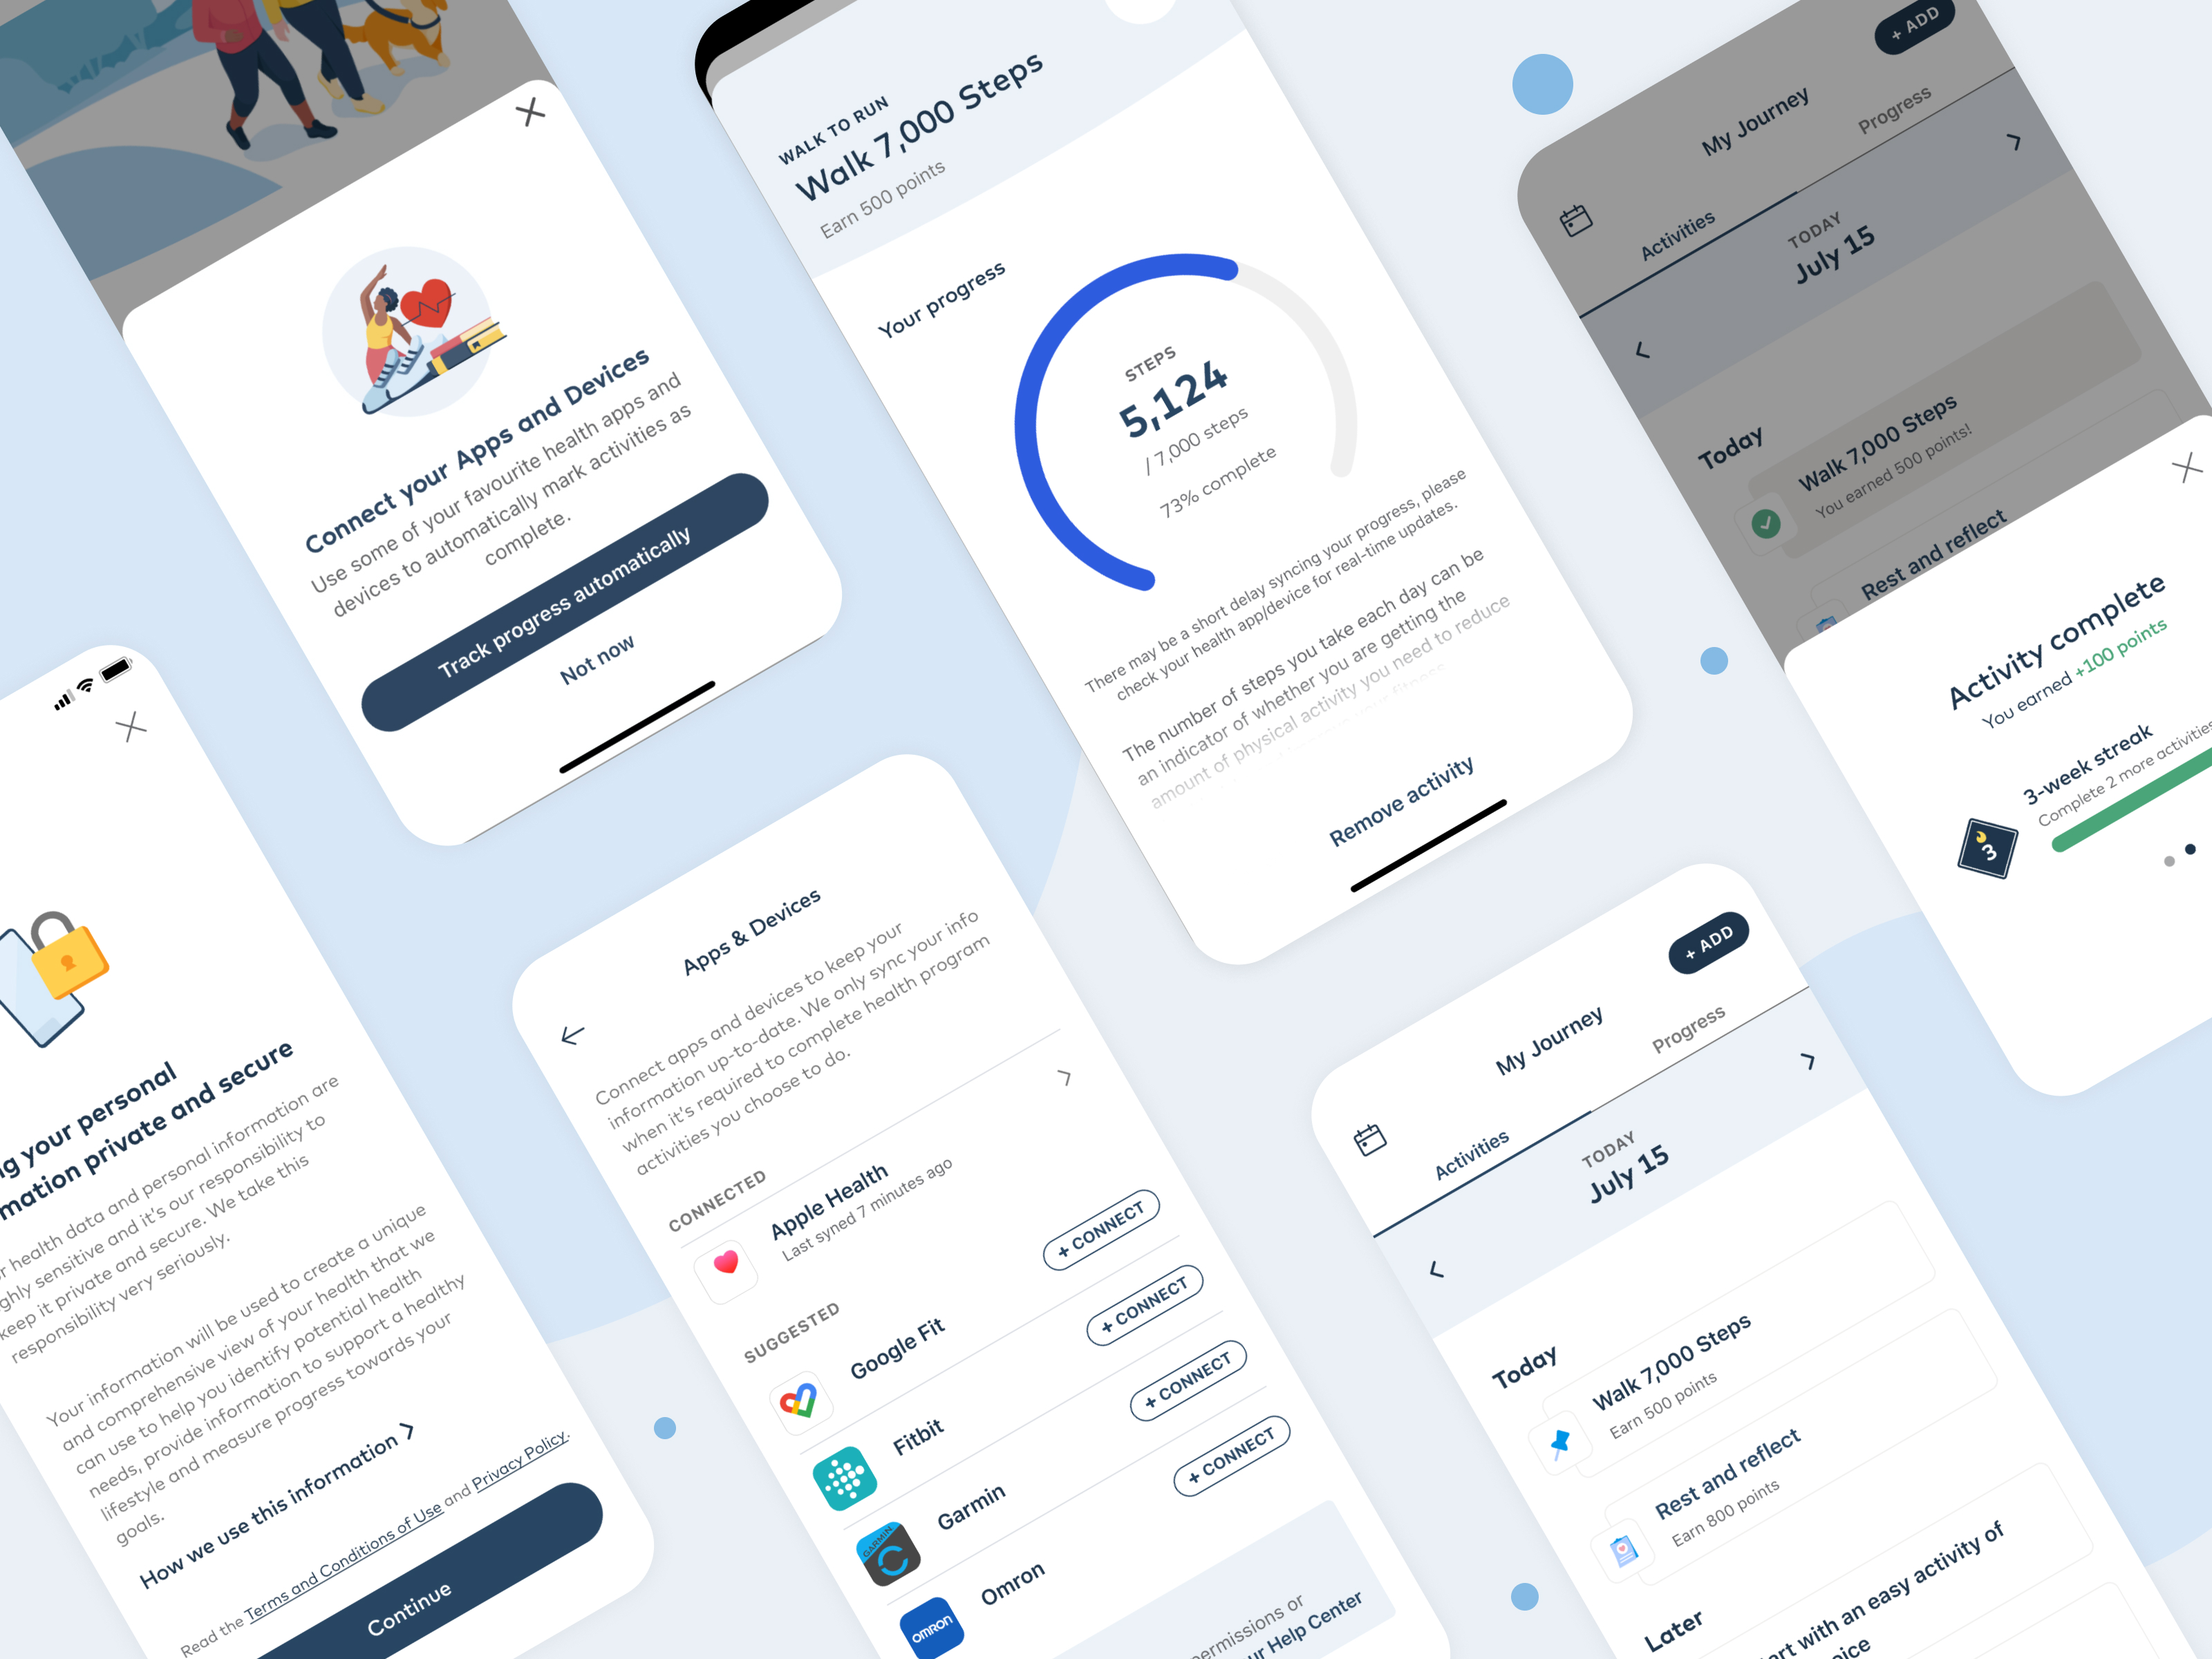 Connect your Apps and Devices
Use some of your favourite health apps and
devices to automatically mark activities as
complete.
Track progress automatically
Not now
WALK TO RUN
Walk 7,000 Steps
Earn 500 points
Your progress
STEPS
5,124
/ 7,000 steps
73% complete
There may be a short delay syncing your progress, please
check your health app/device for real-time updates.
The number of steps you take each day can be
an indicator of whether you are getting the
amount of physical activity you need to reduce
Remove activity
+ ADD
My Journey
Activities
Progress
TODAY
July 15
Today
Walk 7,000 Steps
You earned 500 points!
Rest and reflect
Activity complete
You earned +100 points
3-week streak
Complete 2 more activities
3
your personal
private and secure
health data and personal information are
sensitive and it's our responsibility to
keep it private and secure. We take this
responsibility very seriously.
Your information will be used to create a unique
and comprehensive view of your health that we
can use to help you identify potential health
needs, provide information to support a healthy
lifestyle and measure progress towards your
goals.
How we use this information
Read the Terms and Conditions of Use and Privacy Policy.
Continue
Apps & Devices
Connect apps and devices to keep your
information up-to-date. We only sync your info
when it's required to complete health program
activities you choose to do.
CONNECTED
Apple Health
Last syned 7 minutes ago
SUGGESTED
Google Fit
+ CONNECT
Fitbit
+ CONNECT
GARMIN
Garmin
+ CONNECT
OMRON
Omron
+ CONNECT
permissions or
Help Center
+ ADD
My Journey
Activities
Progress
TODAY
July 15
Today
Walk 7,000 Steps
Earn 500 points
Rest and reflect
Earn 800 points
Later
with an easy activity of